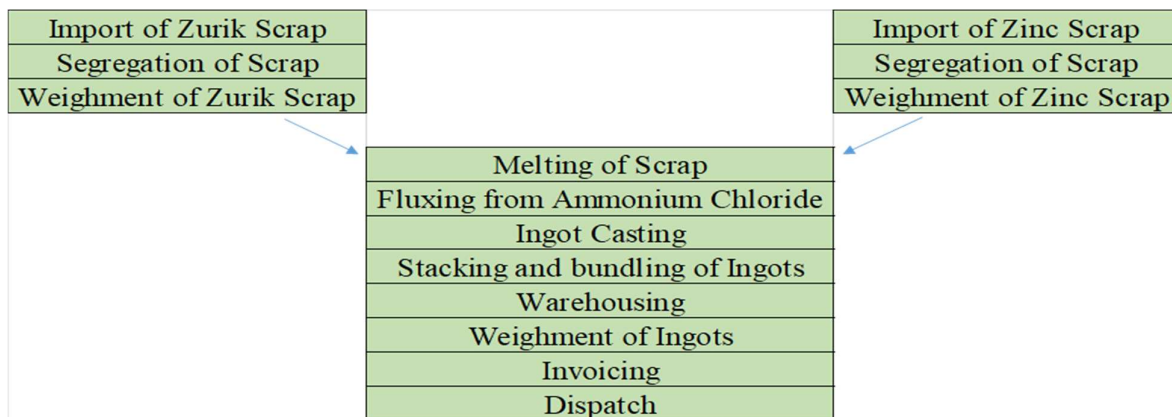 Import of Zurik Scrap
Segregation of Scrap
Weighment of Zurik Scrap
Import of Zinc Scrap
Segregation of Scrap
Weighment of Zinc Scrap
Melting of Scrap
Fluxing from Ammonium Chloride
Ingot Casting
Stacking and bundling of Ingots
Warehousing
Weighment of Ingots
Invoicing
Dispatch